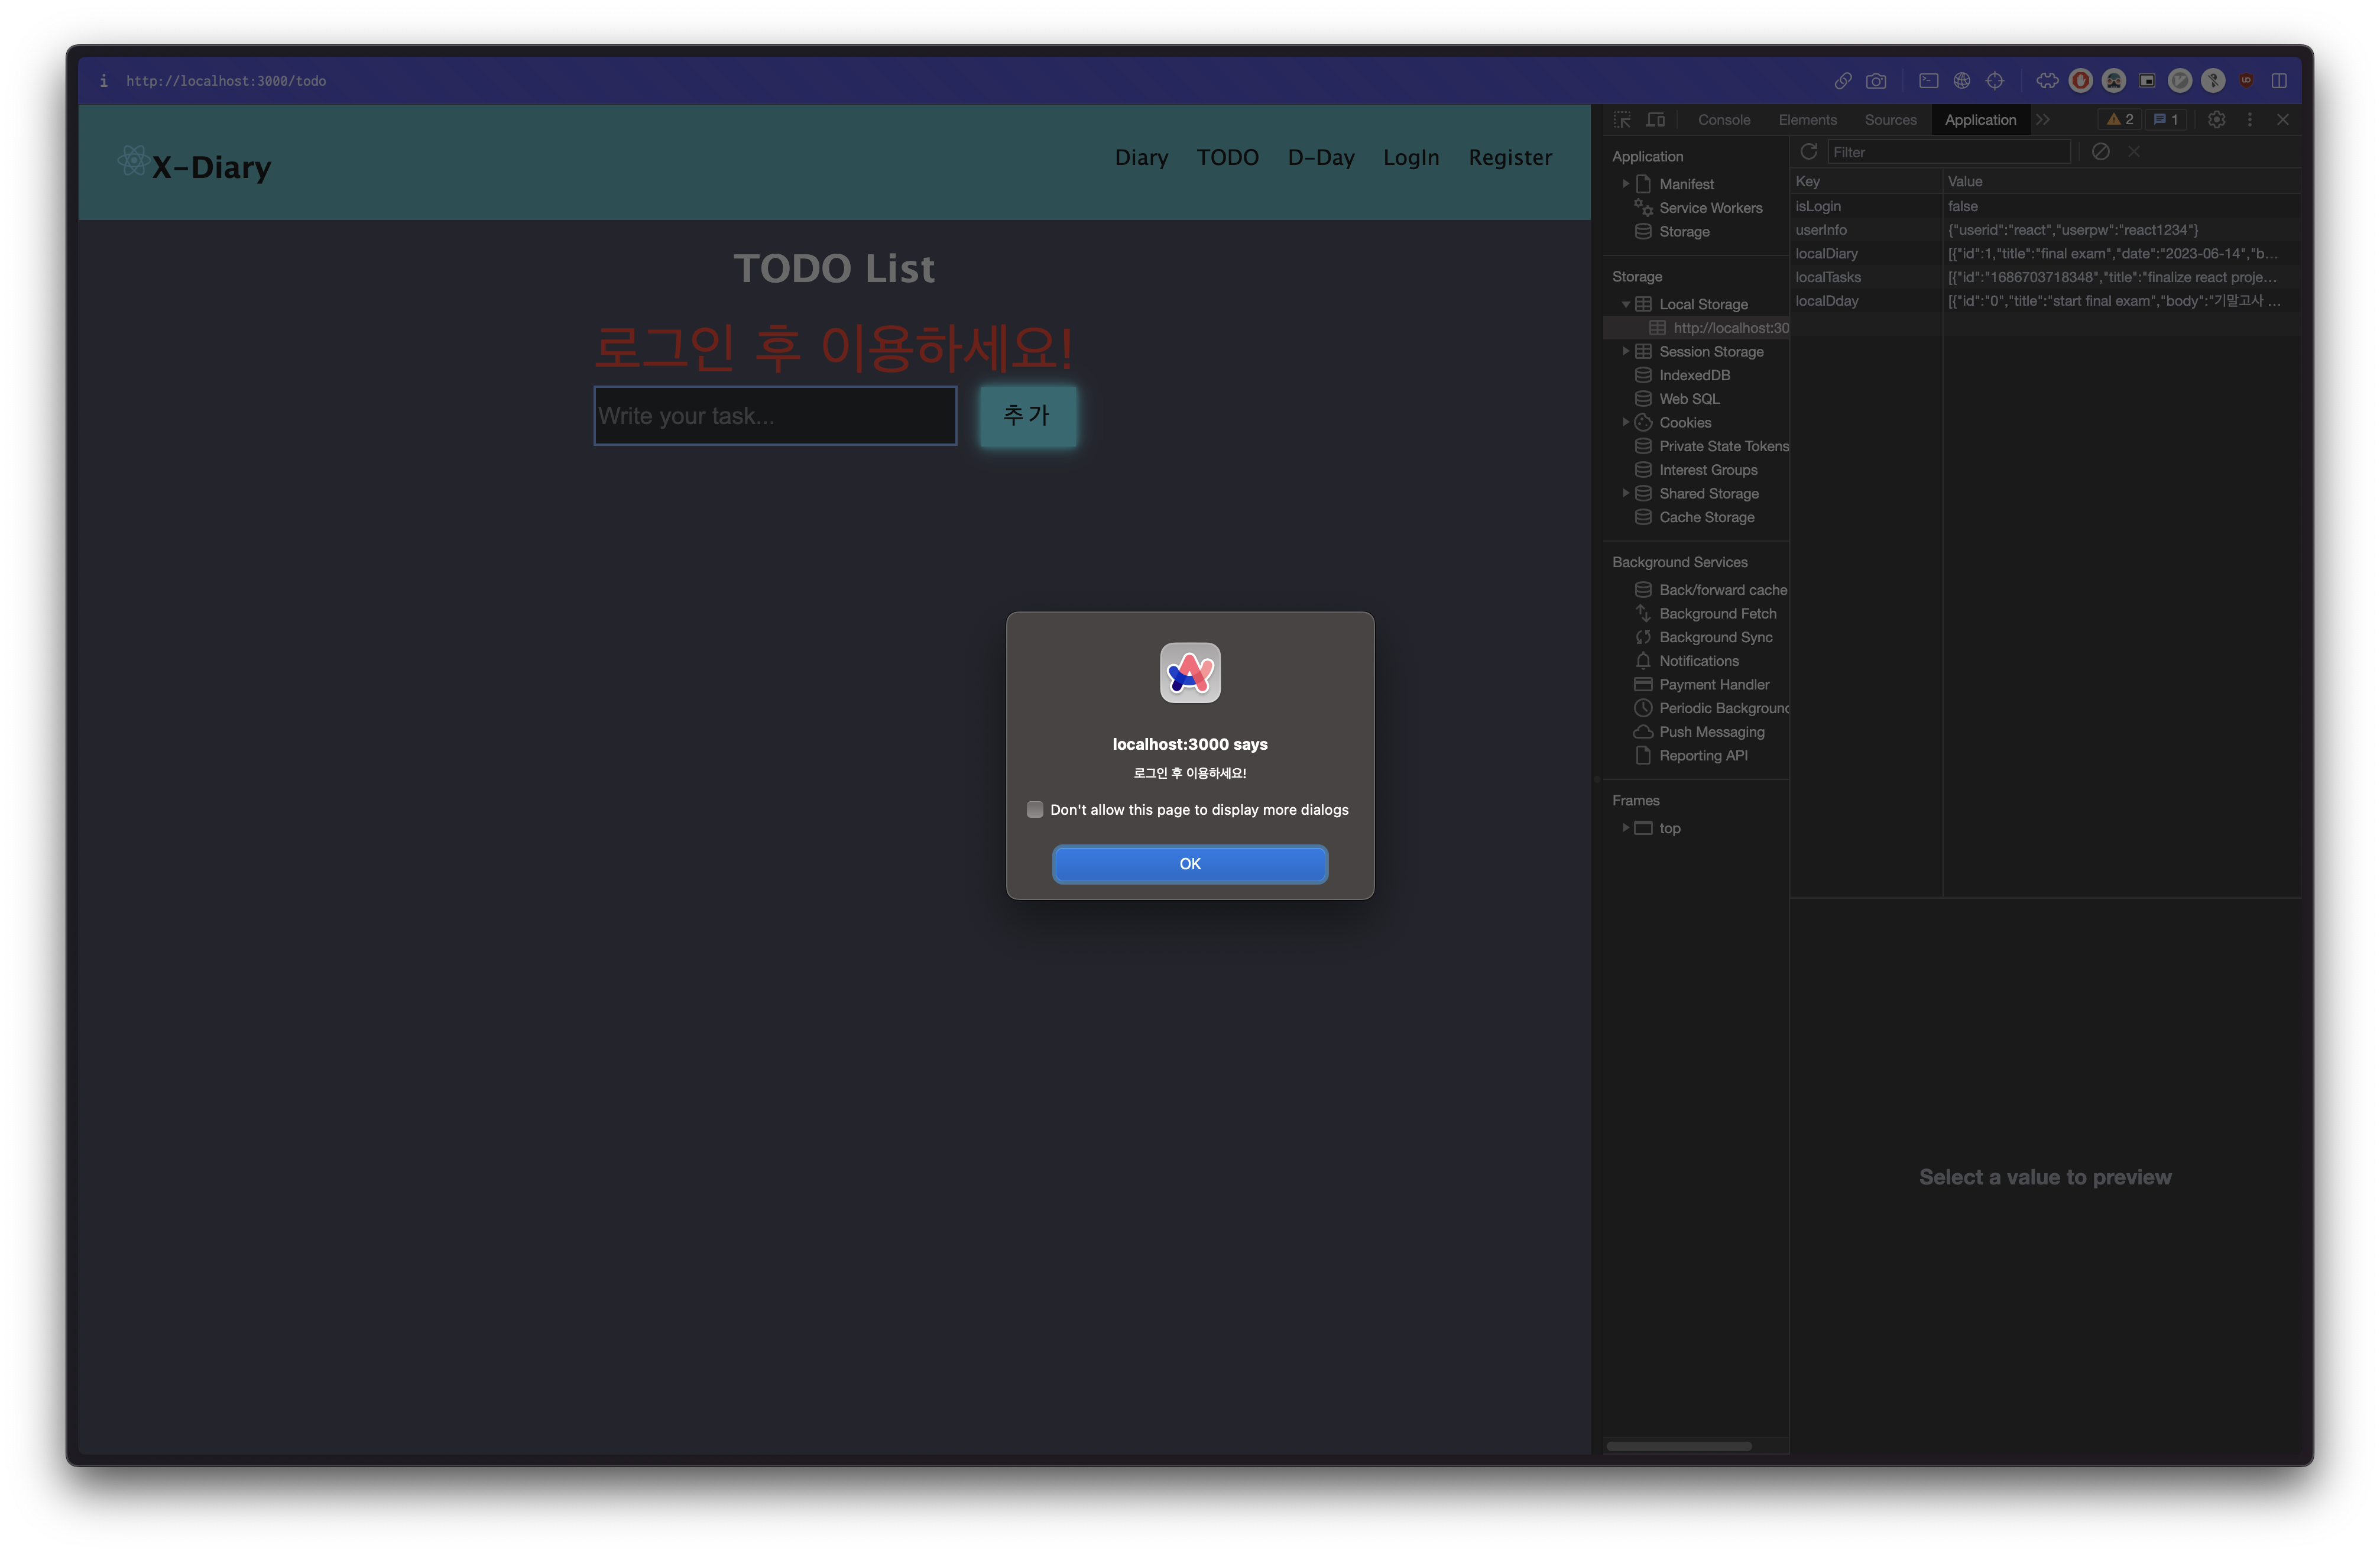 http://localhost:3000/todo
X-Diary
Diary TODO D-Day LogIn Register
TODO List
로그인 후 이용하세요!
Write your task...
추가
localhost:3000 says
로그인 후 이용하세요!
Don't allow this page to display more dialogs
OK
Console Elements Sources Application 2 1
Application
Manifest
Service Workers
Storage
Storage
Local Storage
http://localhost:30
Session Storage
IndexedDB
Web SQL
Cookies
Private State Tokens
Interest Groups
Shared Storage
Cache Storage
Background Services
Back/forward cache
Background Fetch
Background Sync
Notifications
Payment Handler
Periodic Background
Push Messaging
Reporting API
Frames
top
Filter
Key Value
isLogin false
userInfo {"userid":"react","userpw":"react1234"}
localDiary [{"id":1,"title":"final exam","date":"2023-06-14","b…
localTasks [{"id":"1686703718348","title":"finalize react proje…
localDday [{"id":"0","title":"start final exam","body":"기말고사 …
Select a value to preview